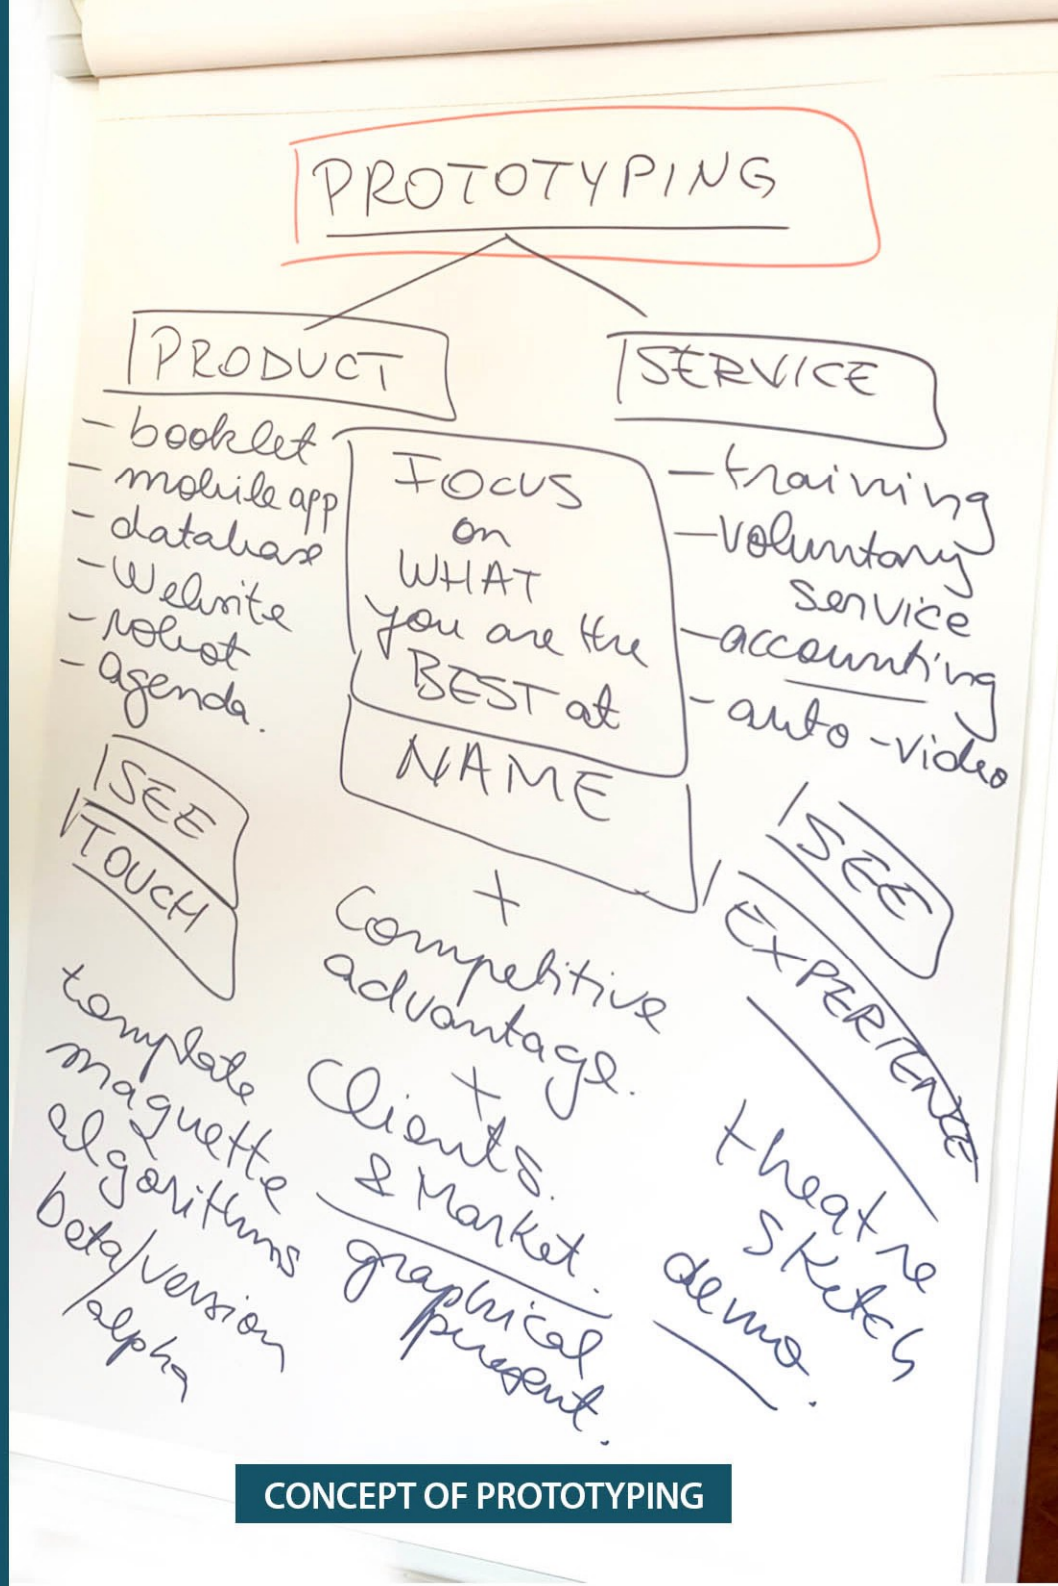 PROTOTYPING
PRODUCT
- booklet
- mobile app
- database
- Website
- robot
- agenda.
SEE
TOUCH
template
maquette
algorithms
beta/version
/alpha
FOCUS
on
WHAT
you are the
BEST at
NAME
+
Competitive
advantage.
+
Clients.
& Market.
graphical
present.
SERVICE
- training
- voluntary
service
- accounting
- auto - video
SEE
EXPERIENCE
theatre
sketch
demo.
CONCEPT OF PROTOTYPING